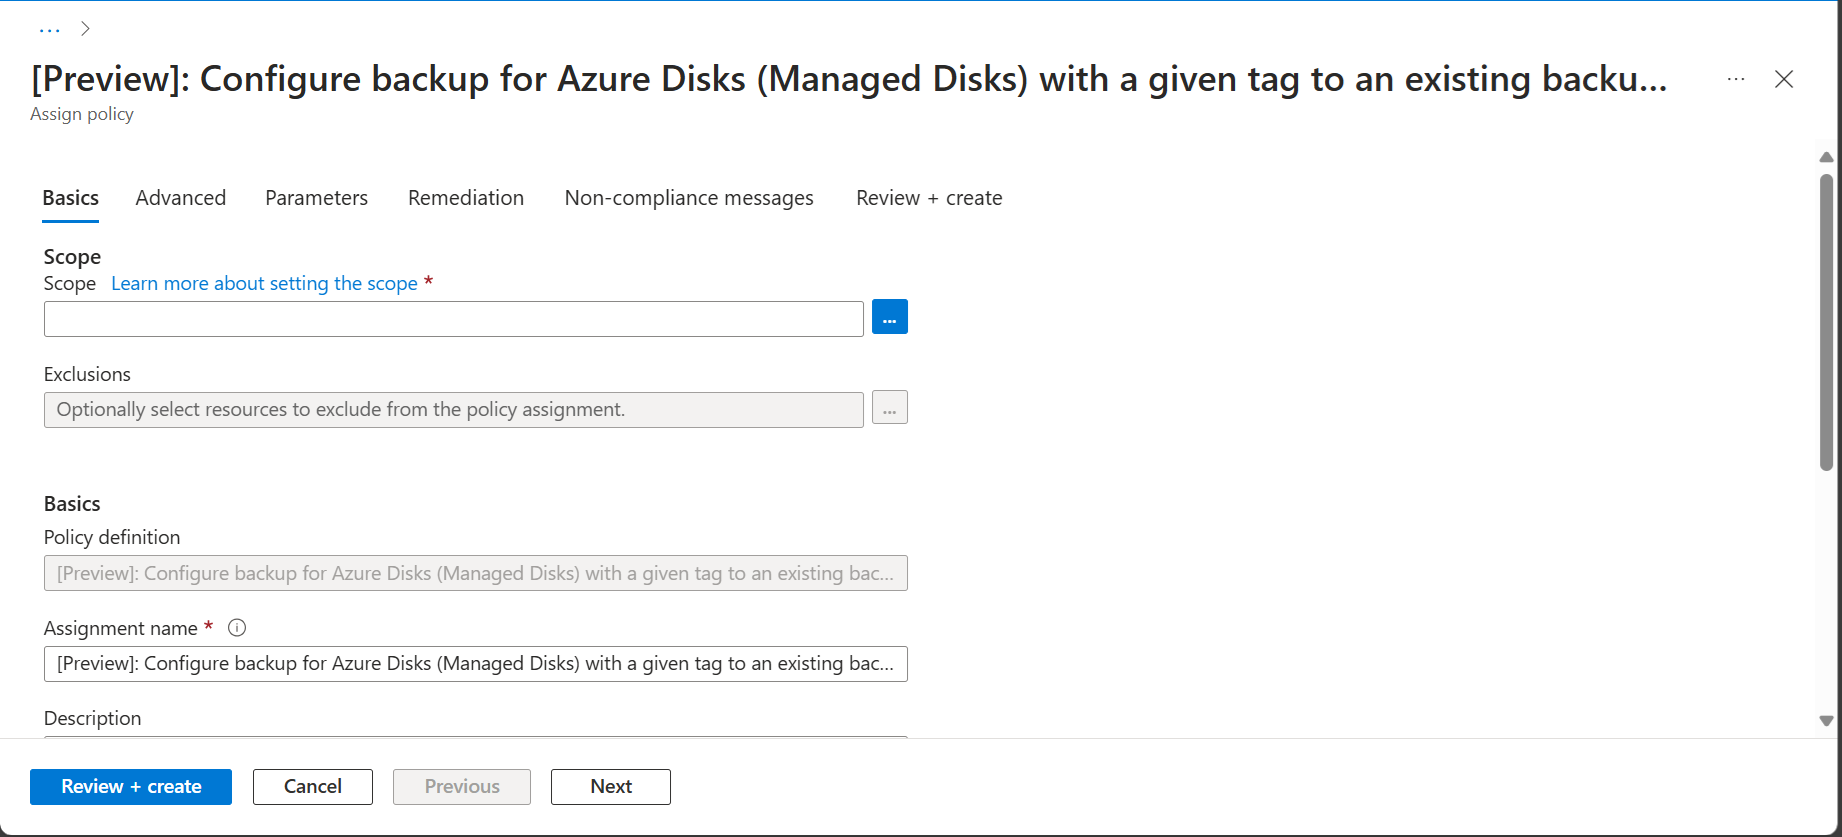 ...
[Preview]: Configure backup for Azure Disks (Managed Disks) with a given tag to an existing backu...
...
Assign policy
Basics Advanced Parameters Remediation Non-compliance messages Review + create
Scope
Scope Learn more about setting the scope *
...
Exclusions
Optionally select resources to exclude from the policy assignment.
...
Basics
Policy definition
[Preview]: Configure backup for Azure Disks (Managed Disks) with a given tag to an existing bac...
Assignment name *
[Preview]: Configure backup for Azure Disks (Managed Disks) with a given tag to an existing bac...
Description
Review + create Cancel Previous Next